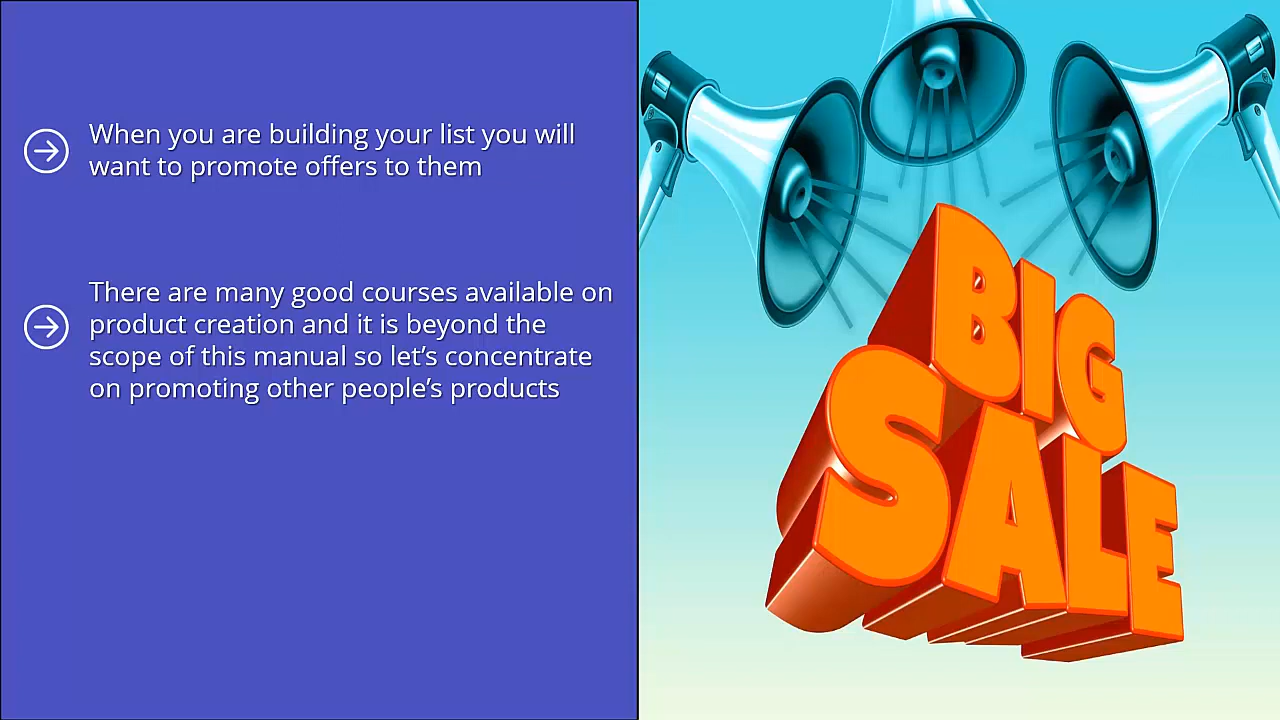 When you are building your list you will
want to promote offers to them
There are many good courses available on
product creation and it is beyond the
scope of this manual so let’s concentrate
on promoting other people’s products
BIG
SALE